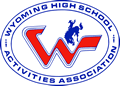 WYOMING HIGH SCHOOL
W
ACTIVITIES ASSOCIATION